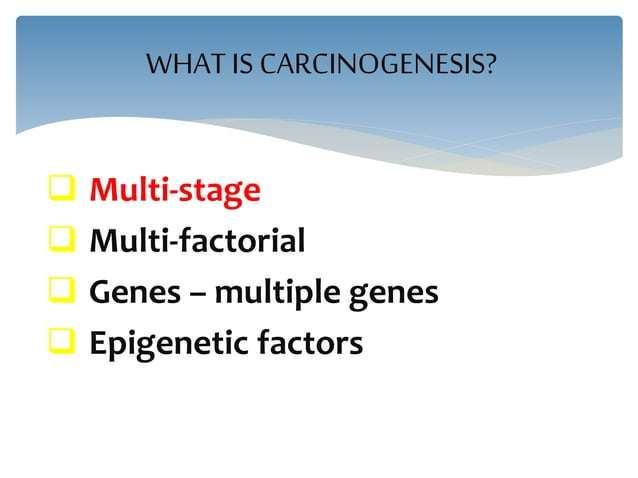 WHAT IS CARCINOGENESIS?
Multi-stage
Multi-factorial
Genes – multiple genes
Epigenetic factors